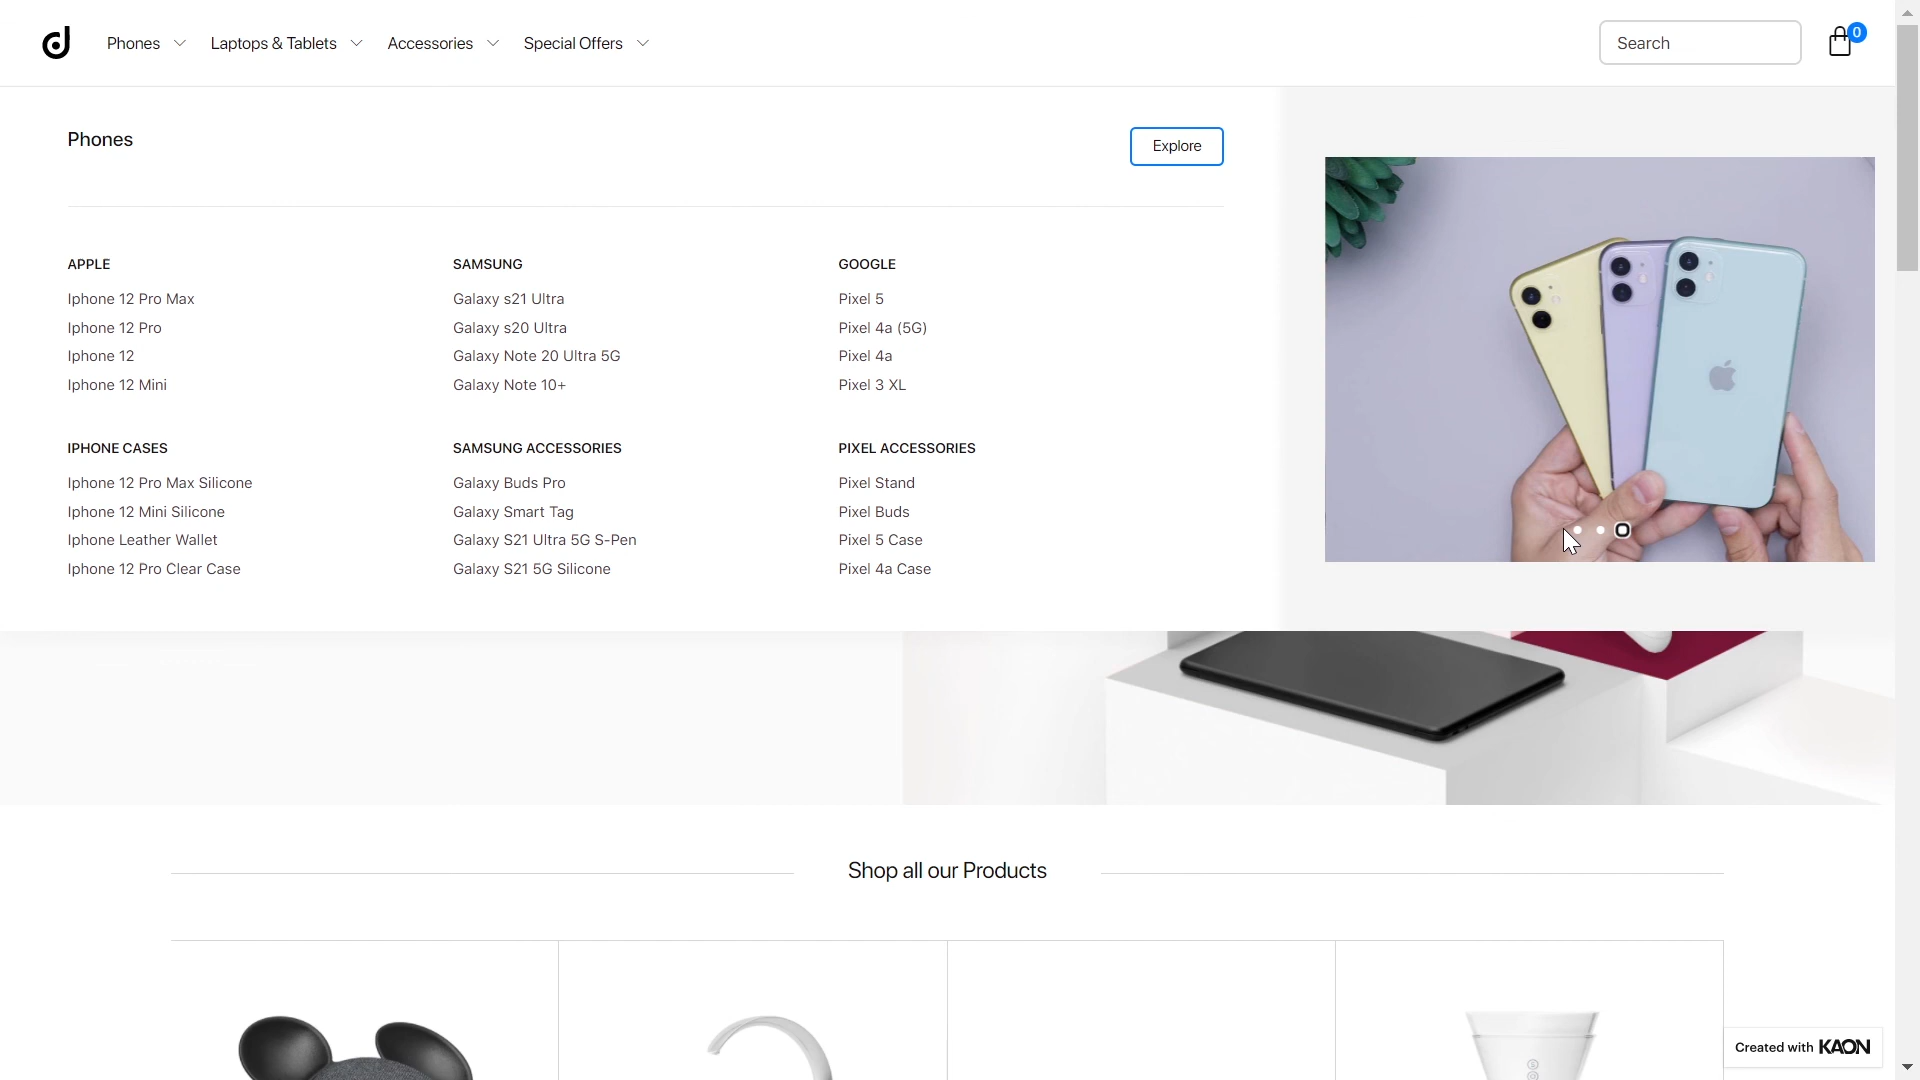 Phones
Laptops & Tablets
Accessories
Special Offers
Search
0
Phones
Explore
APPLE
Iphone 12 Pro Max
Iphone 12 Pro
Iphone 12
Iphone 12 Mini
SAMSUNG
Galaxy s21 Ultra
Galaxy s20 Ultra
Galaxy Note 20 Ultra 5G
Galaxy Note 10+
GOOGLE
Pixel 5
Pixel 4a (5G)
Pixel 4a
Pixel 3 XL
IPHONE CASES
Iphone 12 Pro Max Silicone
Iphone 12 Mini Silicone
Iphone Leather Wallet
Iphone 12 Pro Clear Case
SAMSUNG ACCESSORIES
Galaxy Buds Pro
Galaxy Smart Tag
Galaxy S21 Ultra 5G S-Pen
Galaxy S21 5G Silicone
PIXEL ACCESSORIES
Pixel Stand
Pixel Buds
Pixel 5 Case
Pixel 4a Case
Shop all our Products
Created with KAON